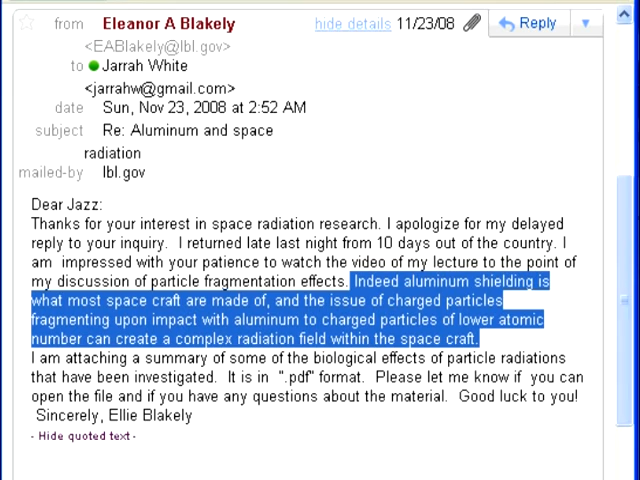 from Eleanor A Blakely hide details 11/23/08 Reply
<EABlakely@lbl.gov>
to Jarrah White
<jarrahw@gmail.com>
date Sun, Nov 23, 2008 at 2:52 AM
subject Re: Aluminum and space
radiation
mailed-by lbl.gov
Dear Jazz:
Thanks for your interest in space radiation research. I apologize for my delayed
reply to your inquiry. I returned late last night from 10 days out of the country. I
am impressed with your patience to watch the video of my lecture to the point of
my discussion of particle fragmentation effects. Indeed aluminum shielding is
what most space craft are made of, and the issue of charged particles
fragmenting upon impact with aluminum to charged particles of lower atomic
number can create a complex radiation field within the space craft.
I am attaching a summary of some of the biological effects of particle radiations
that have been investigated. It is in ".pdf" format. Please let me know if you can
open the file and if you have any questions about the material. Good luck to you!
Sincerely, Ellie Blakely
- Hide quoted text -